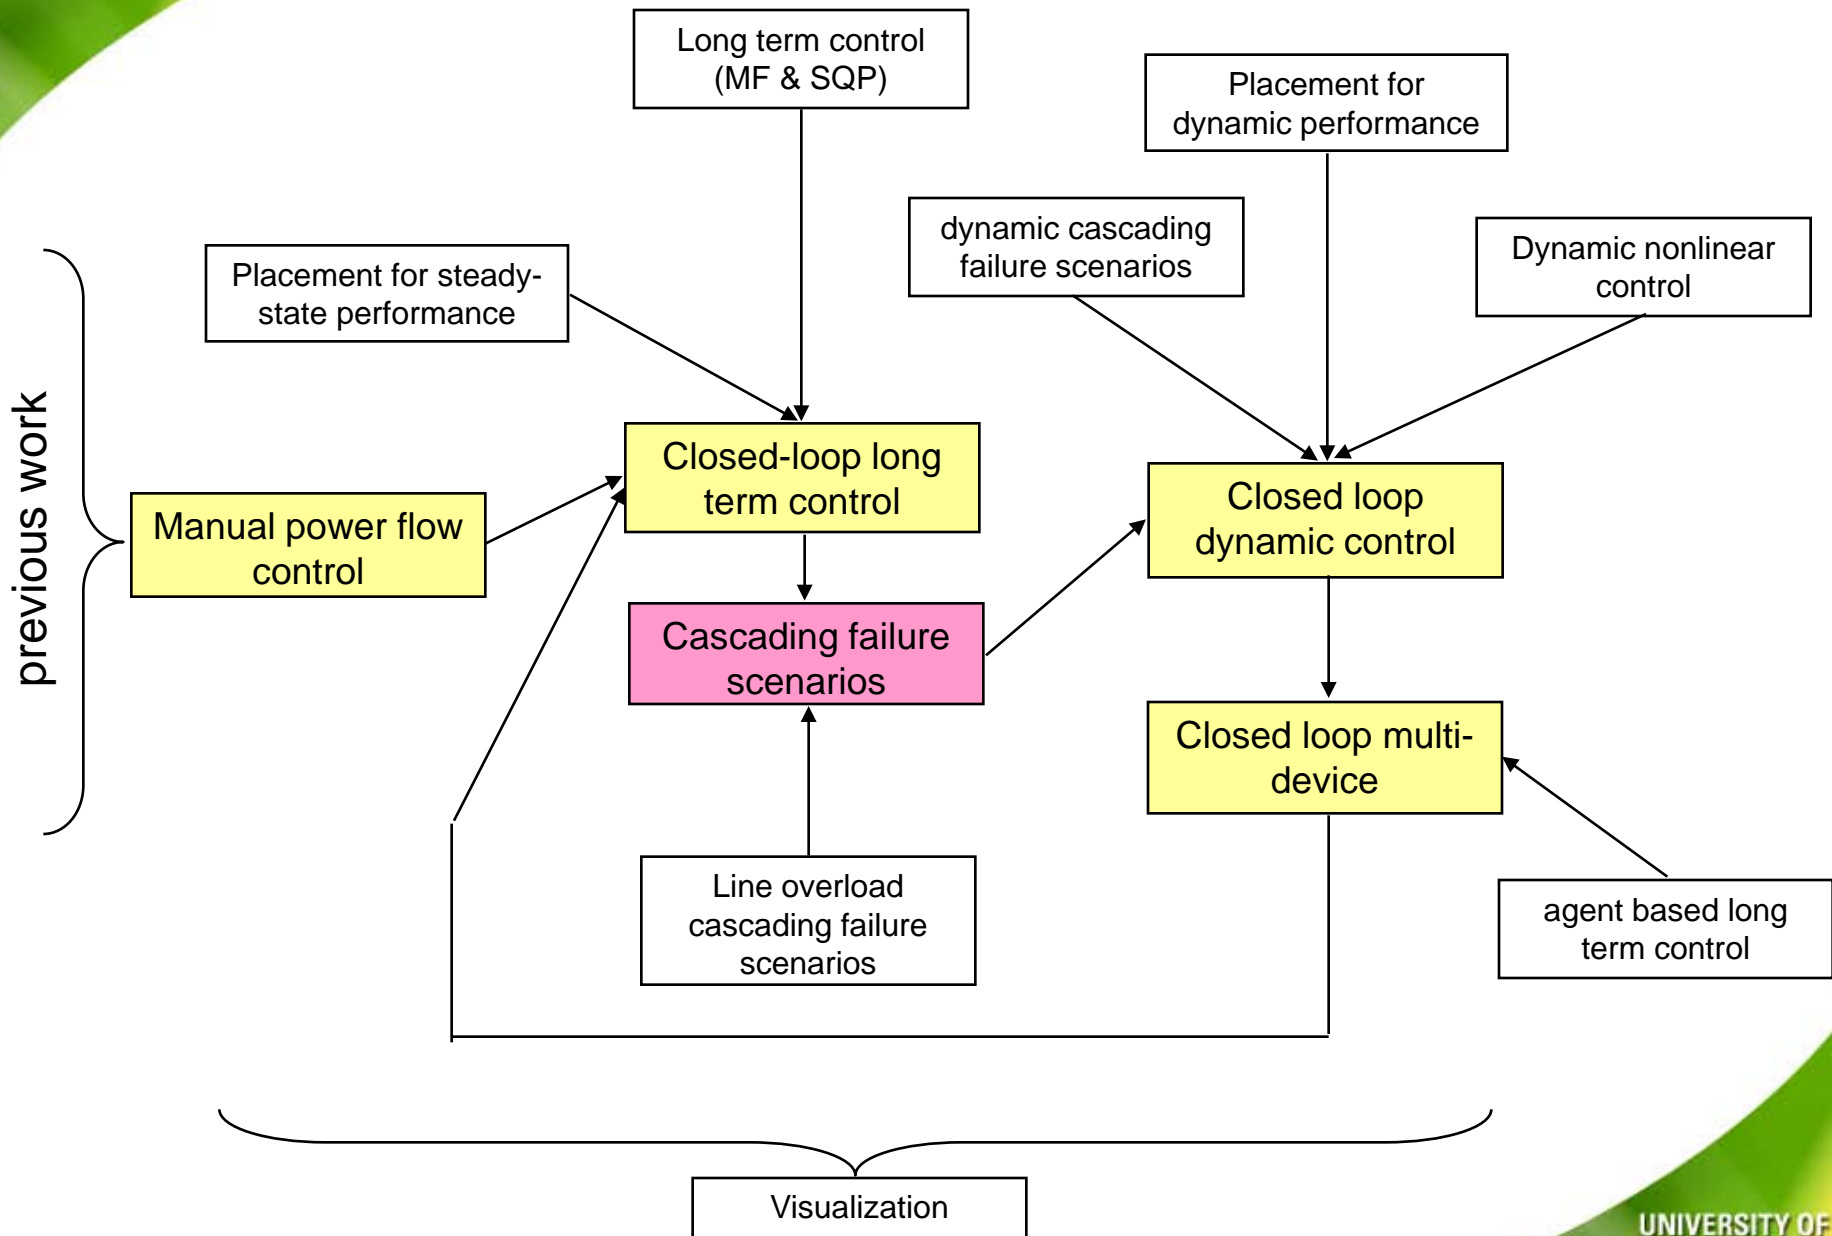 Long term control
(MF & SQP)
Placement for
dynamic performance
dynamic cascading
failure scenarios
Dynamic nonlinear
control
Placement for steady-
state performance
previous work
Closed-loop long
term control
Manual power flow
control
Closed loop
dynamic control
Cascading failure
scenarios
Closed loop multi-
device
Line overload
cascading failure
scenarios
agent based long
term control
Visualization
UNIVERSITY OF